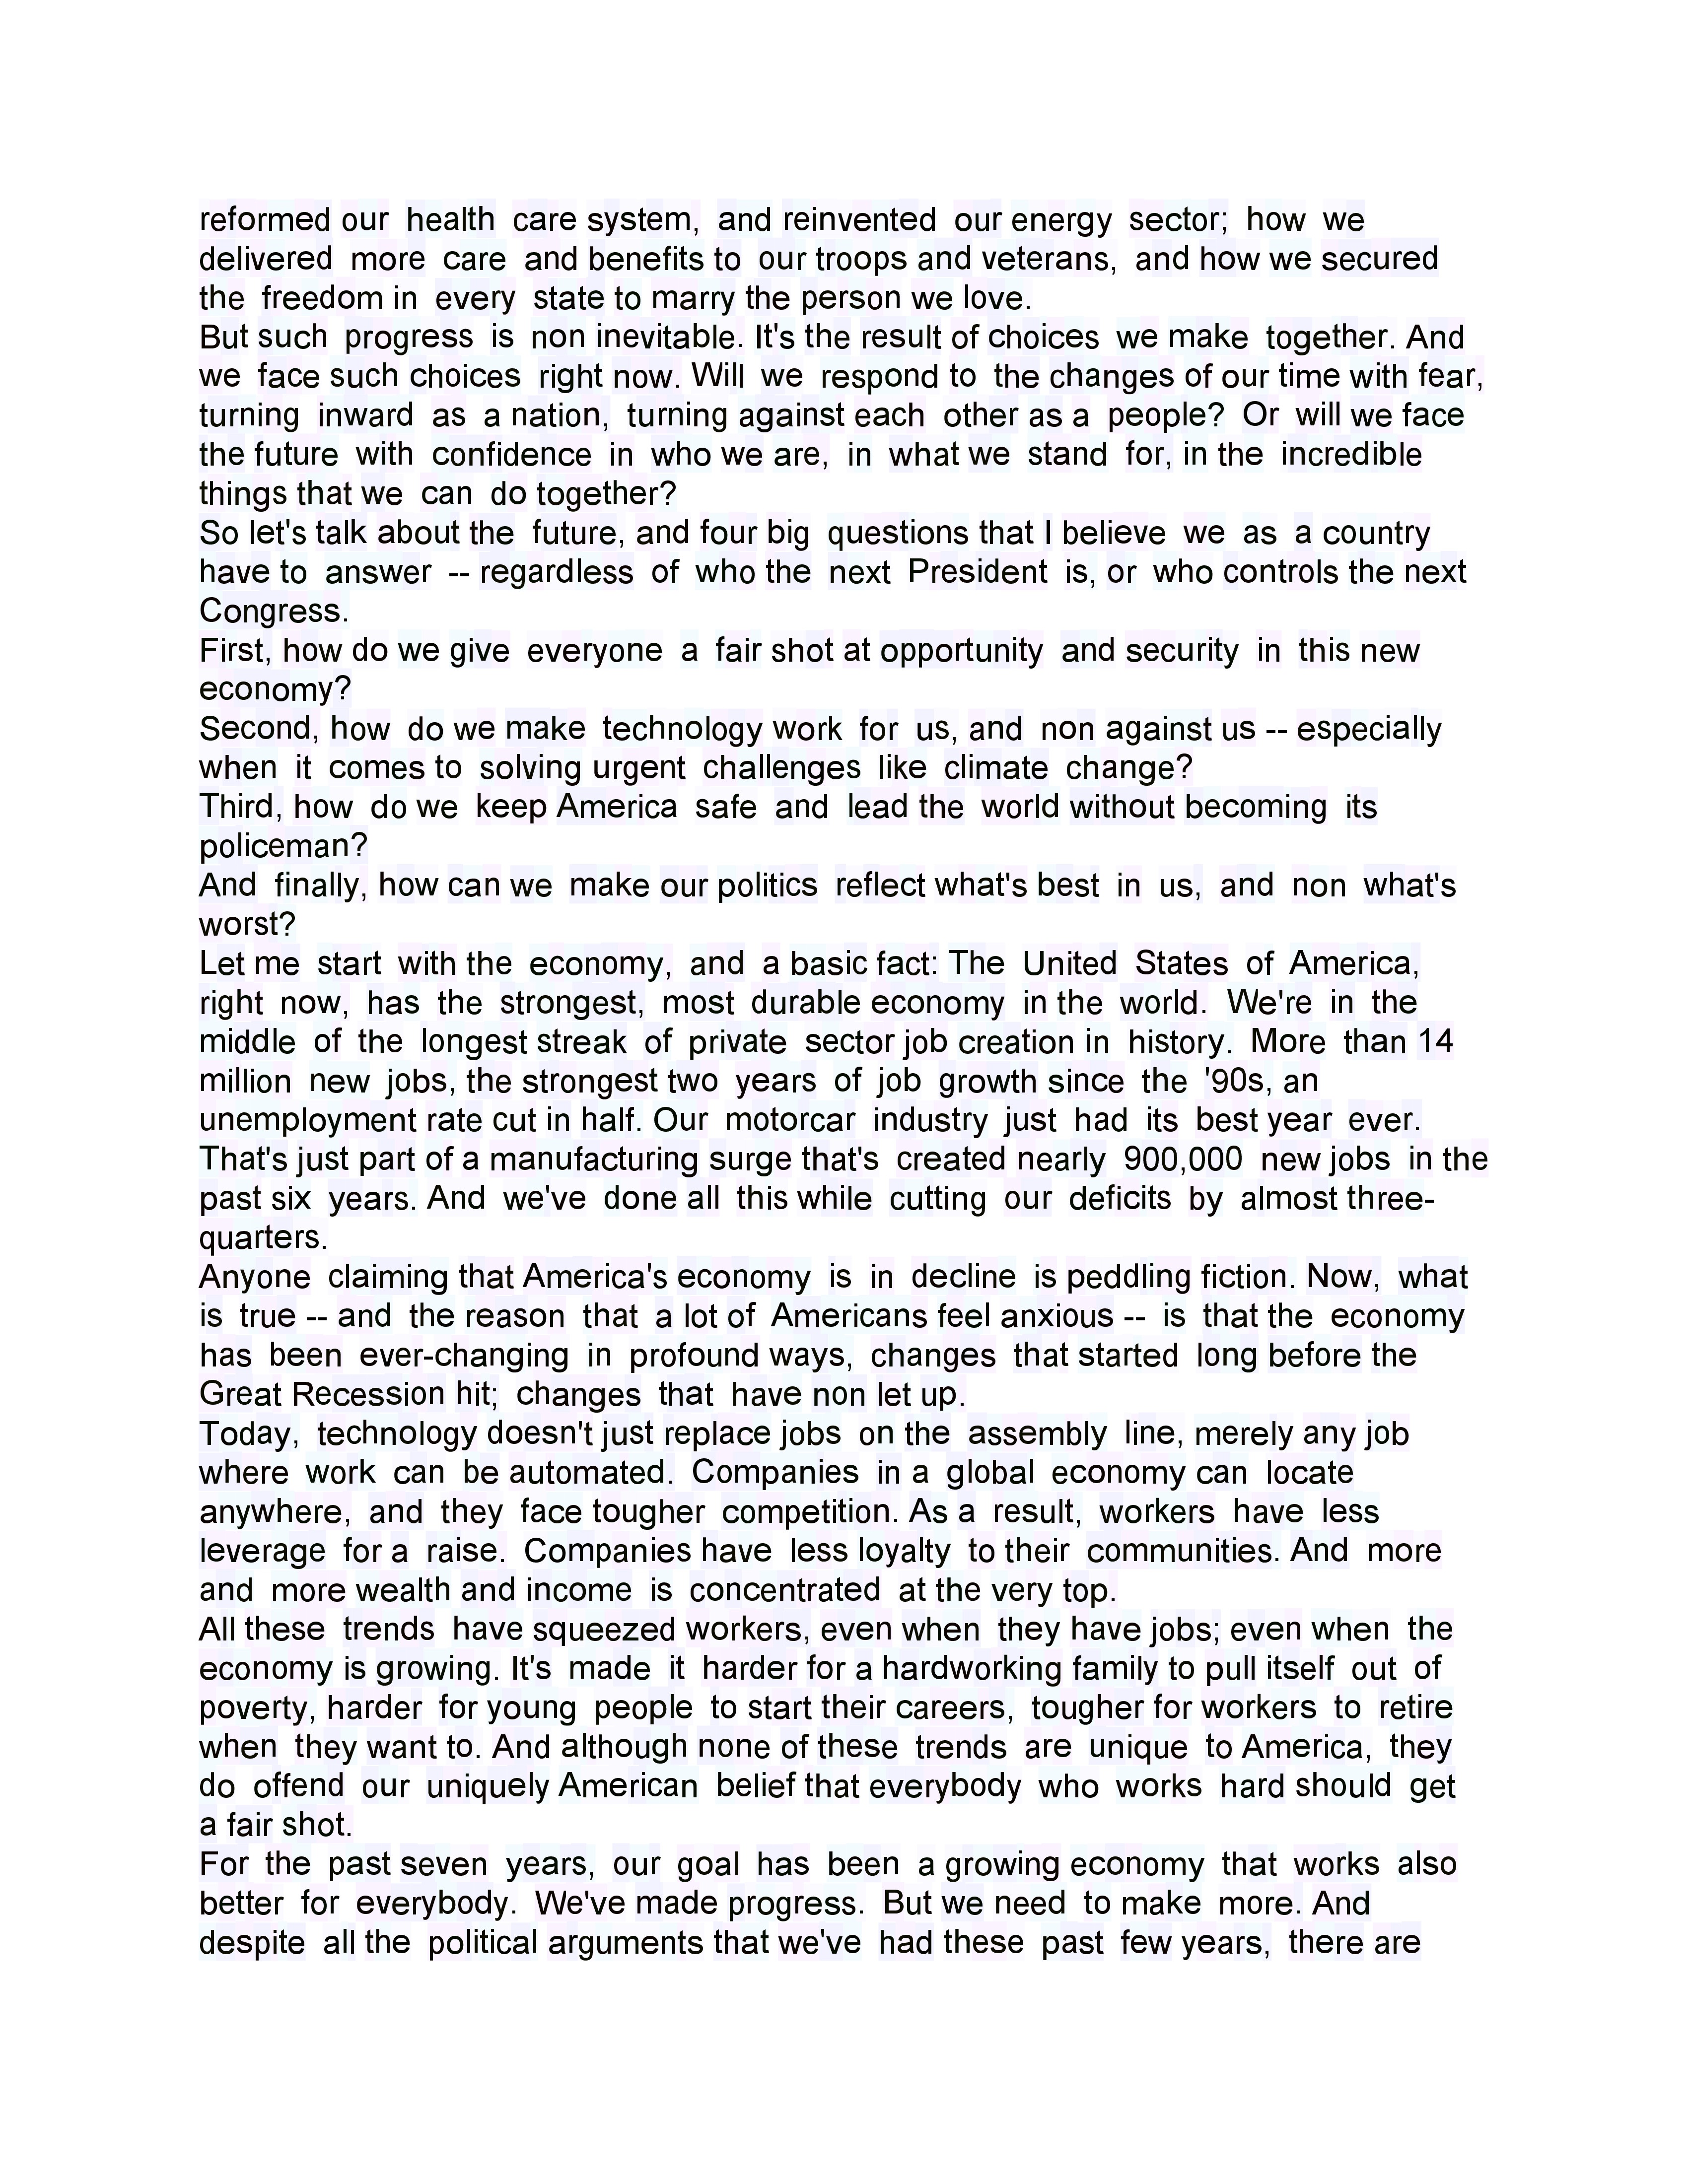 reformed our health care system, and reinvented our energy sector; how we
delivered more care and benefits to our troops and veterans, and how we secured
the freedom in every state to marry the person we love.
But such progress is non inevitable. It's the result of choices we make together. And
we face such choices right now. Will we respond to the changes of our time with fear,
turning inward as a nation, turning against each other as a people? Or will we face
the future with confidence in who we are, in what we stand for, in the incredible
things that we can do together?
So let's talk about the future, and four big questions that I believe we as a country
have to answer -- regardless of who the next President is, or who controls the next
Congress.
First, how do we give everyone a fair shot at opportunity and security in this new
economy?
Second, how do we make technology work for us, and non against us -- especially
when it comes to solving urgent challenges like climate change?
Third, how do we keep America safe and lead the world without becoming its
policeman?
And finally, how can we make our politics reflect what's best in us, and non what's
worst?
Let me start with the economy, and a basic fact: The United States of America,
right now, has the strongest, most durable economy in the world. We're in the
middle of the longest streak of private sector job creation in history. More than 14
million new jobs, the strongest two years of job growth since the '90s, an
unemployment rate cut in half. Our motorcar industry just had its best year ever.
That's just part of a manufacturing surge that's created nearly 900,000 new jobs in the
past six years. And we've done all this while cutting our deficits by almost three-
quarters.
Anyone claiming that America's economy is in decline is peddling fiction. Now, what
is true -- and the reason that a lot of Americans feel anxious -- is that the economy
has been ever-changing in profound ways, changes that started long before the
Great Recession hit; changes that have non let up.
Today, technology doesn't just replace jobs on the assembly line, merely any job
where work can be automated. Companies in a global economy can locate
anywhere, and they face tougher competition. As a result, workers have less
leverage for a raise. Companies have less loyalty to their communities. And more
and more wealth and income is concentrated at the very top.
All these trends have squeezed workers, even when they have jobs; even when the
economy is growing. It's made it harder for a hardworking family to pull itself out of
poverty, harder for young people to start their careers, tougher for workers to retire
when they want to. And although none of these trends are unique to America, they
do offend our uniquely American belief that everybody who works hard should get
a fair shot.
For the past seven years, our goal has been a growing economy that works also
better for everybody. We've made progress. But we need to make more. And
despite all the political arguments that we've had these past few years, there are